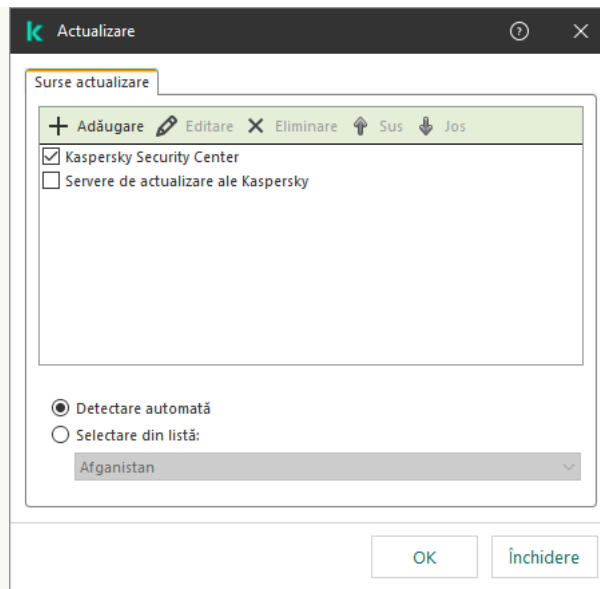 Actualizare
Surse actualizare
Adăugare Editare Eliminare Sus Jos
Kaspersky Security Center
Servere de actualizare ale Kaspersky
Detectare automată
Selectare din listă:
Afganistan
OK Închidere